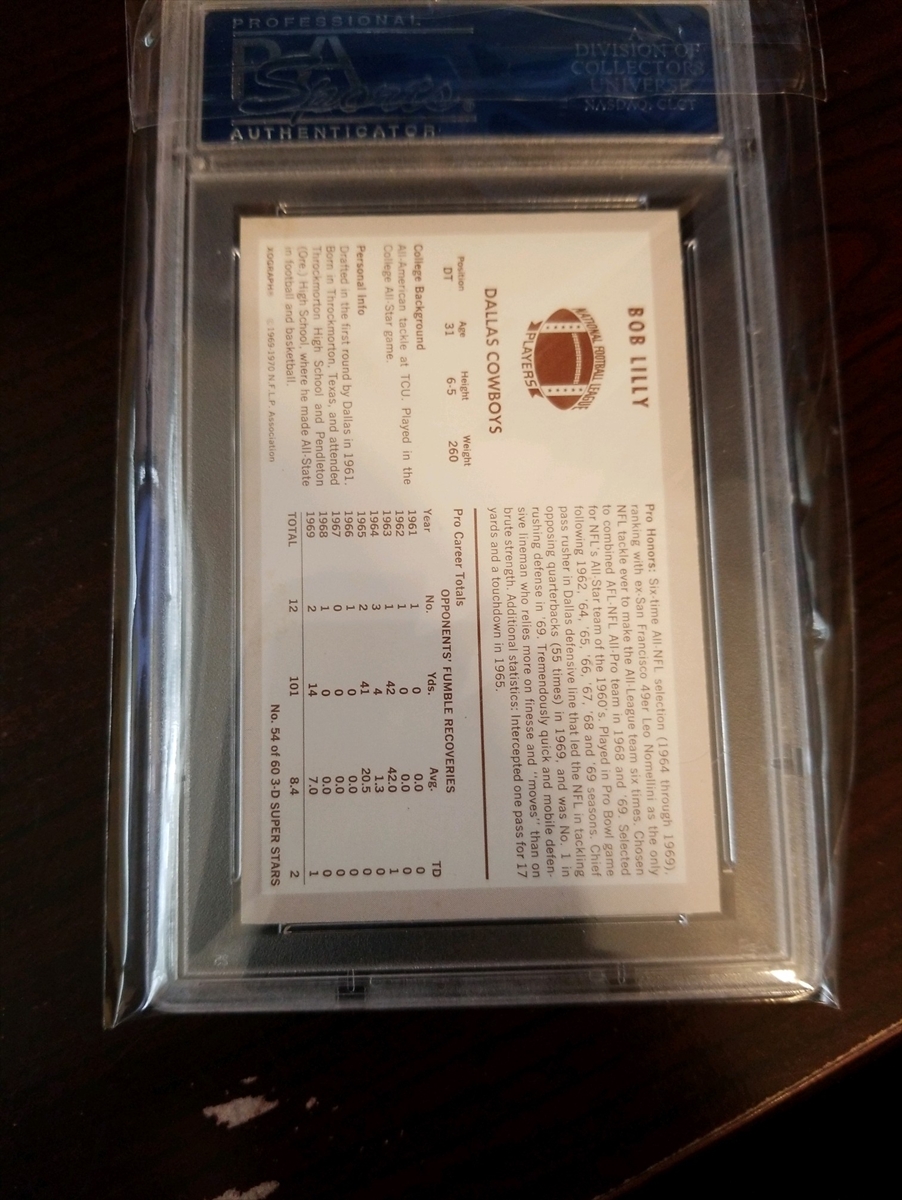 PROFESSIONAL
PSA
Sports®
AUTHENTICATOR
A
DIVISION OF
COLLECTORS
UNIVERSE
NASDAQ: CLCT
BOB LILLY
NATIONAL FOOTBALL LEAGUE
PLAYERS
DALLAS COWBOYS
Position Age Height Weight
DT 31 6-5 260
College Background
All-American tackle at TCU. Played in the
College All-Star game.
Personal Info
Drafted in the first round by Dallas in 1961.
Born in Throckmorton, Texas, and attended
Throckmorton High School and Pendleton
(Ore.) High School, where he made All-State
in football and basketball.
XOGRAPH® ©1969-1970 N.F.L.P. Association
Pro Honors: Six-time All-NFL selection (1964 through 1969),
ranking with ex-San Francisco 49er Leo Nomellini as the only
NFL tackle ever to make the All-League team six times. Chosen
to combined AFL-NFL All-Pro team in 1968 and '69. Selected
for NFL's All-Star team of the 1960's. Played in Pro Bowl game
following 1962, '64, '65, '66, '67, '68 and '69 seasons. Chief
pass rusher in Dallas defensive line that led the NFL in tackling
opposing quarterbacks (55 times) in 1969, and was No. 1 in
rushing defense in '69. Tremendously quick and mobile defen-
sive lineman who relies more on finesse and "moves" than on
brute strength. Additional statistics: Intercepted one pass for 17
yards and a touchdown in 1965.
Pro Career Totals
OPPONENTS' FUMBLE RECOVERIES
Year No. Yds. Avg. TD
1961 1 0 0.0 0
1962 1 0 0.0 0
1963 1 42 42.0 1
1964 3 4 1.3 0
1965 2 41 20.5 0
1966 1 0 0.0 0
1967 0 0 0.0 0
1968 1 0 0.0 0
1969 2 14 7.0 1
TOTAL 12 101 8.4 2
No. 54 of 60 3-D SUPER STARS